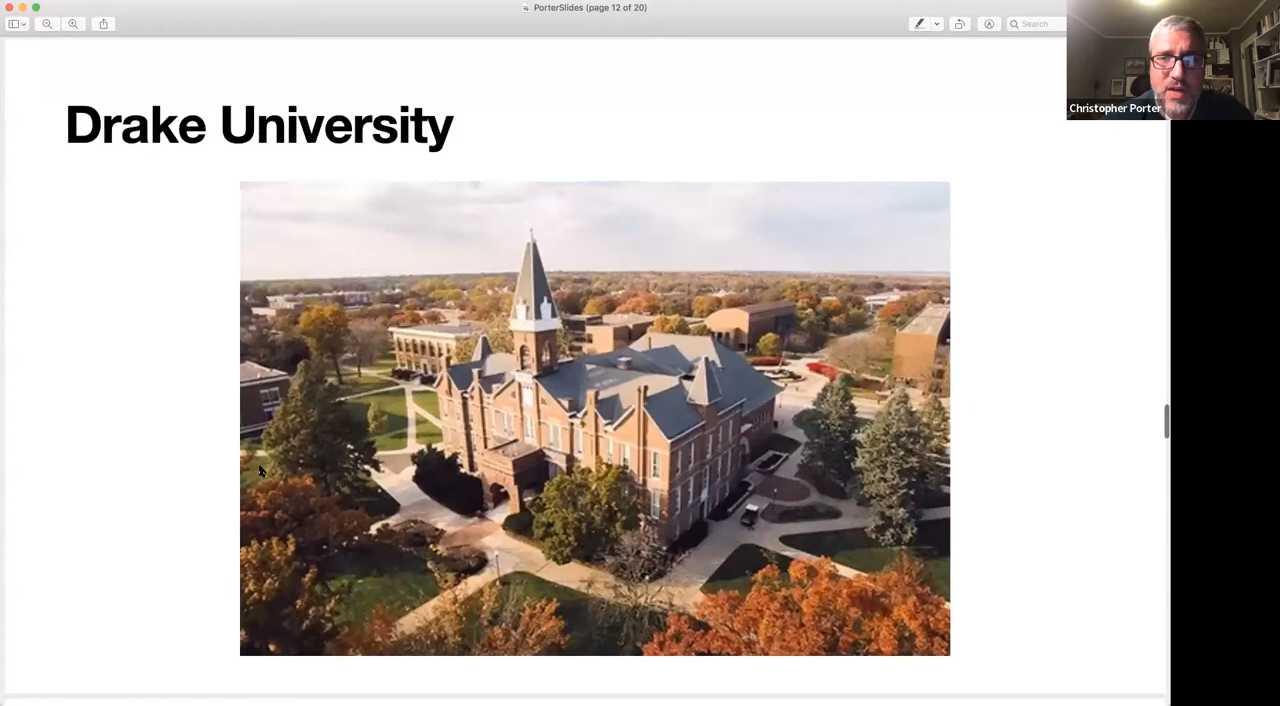 PorterSlides (page 12 of 20)
Search
Christopher Porter
Drake University